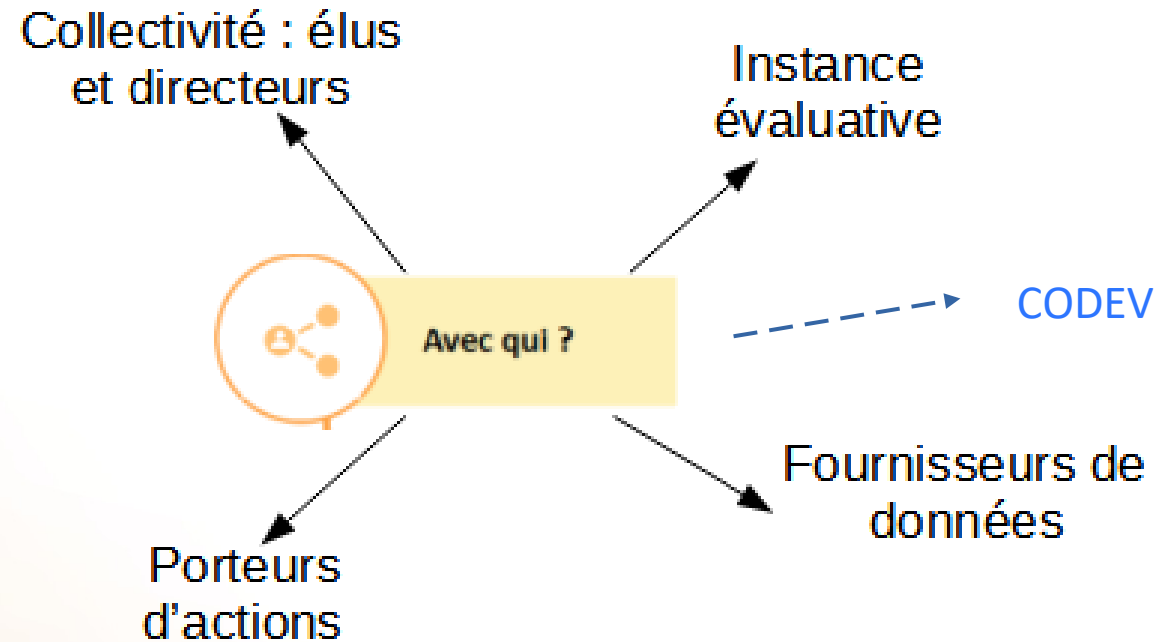 Collectivité : élus
et directeurs
Instance
évaluative
Avec qui ?
CODEV
Fournisseurs de
données
Porteurs
d'actions